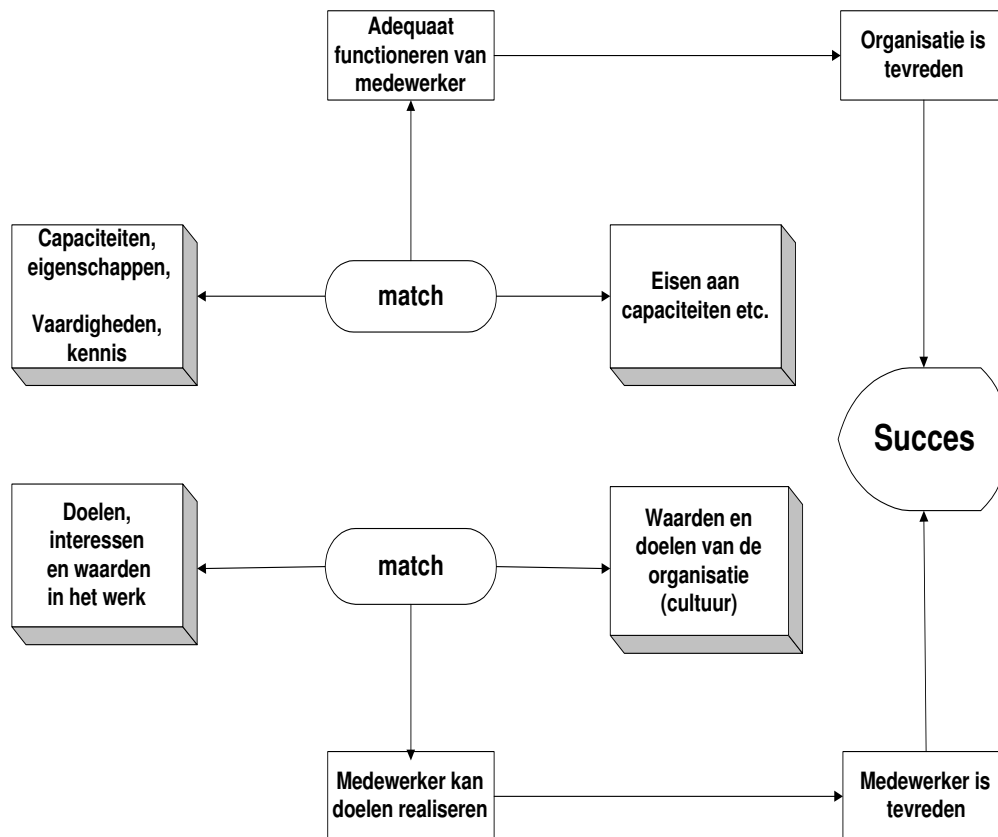 Adequaat
functioneren van
medewerker
Organisatie is
tevreden
Capaciteiten,
eigenschappen,
Vaardigheden,
kennis
match
Eisen aan
capaciteiten etc.
Succes
Doelen,
interessen
en waarden
in het werk
match
Waarden en
doelen van de
organisatie
(cultuur)
Medewerker kan
doelen realiseren
Medewerker is
tevreden